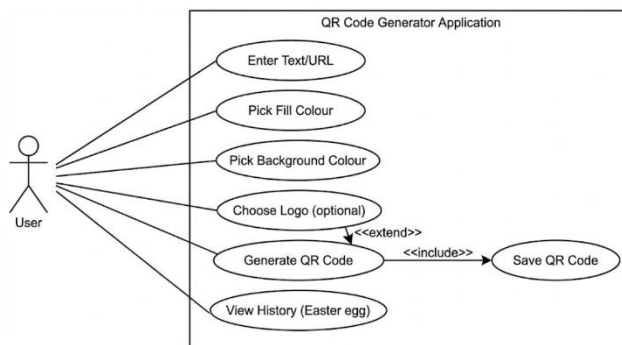 QR Code Generator Application
Enter Text/URL
Pick Fill Colour
Pick Background Colour
User
Choose Logo (optional)
<<extend>>
Generate QR Code
<<include>>
Save QR Code
View History (Easter egg)